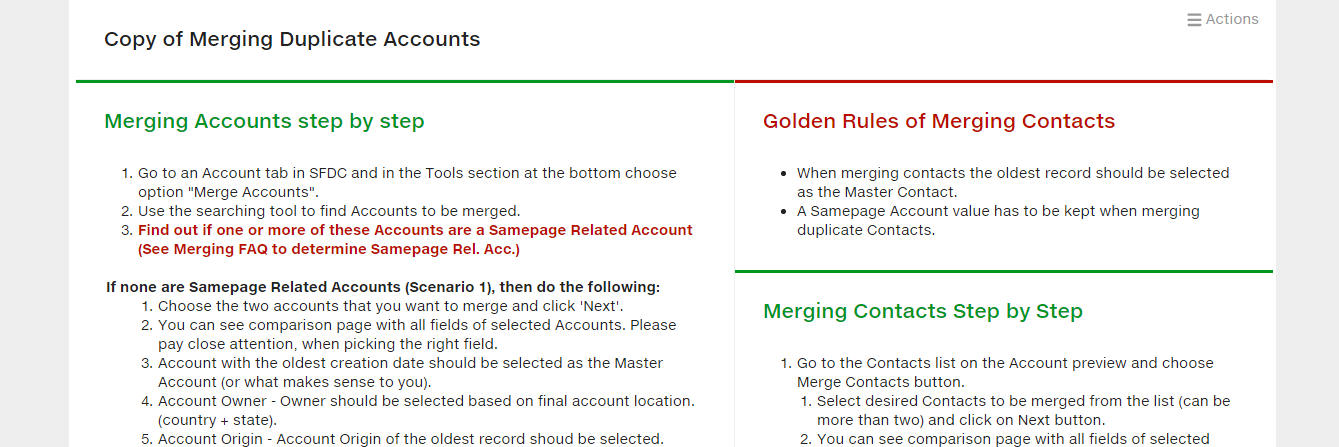 Actions
Copy of Merging Duplicate Accounts
Merging Accounts step by step
1. Go to an Account tab in SFDC and in the Tools section at the bottom choose
option "Merge Accounts".
2. Use the searching tool to find Accounts to be merged.
3. Find out if one or more of these Accounts are a Samepage Related Account
(See Merging FAQ to determine Samepage Rel. Acc.)
If none are Samepage Related Accounts (Scenario 1), then do the following:
1. Choose the two accounts that you want to merge and click 'Next'.
2. You can see comparison page with all fields of selected Accounts. Please
pay close attention, when picking the right field.
3. Account with the oldest creation date should be selected as the Master
Account (or what makes sense to you).
4. Account Owner - Owner should be selected based on final account location.
(country + state).
5. Account Origin - Account Origin of the oldest record shoud be selected.
Golden Rules of Merging Contacts
• When merging contacts the oldest record should be selected
as the Master Contact.
• A Samepage Account value has to be kept when merging
duplicate Contacts.
Merging Contacts Step by Step
1. Go to the Contacts list on the Account preview and choose
Merge Contacts button.
1. Select desired Contacts to be merged from the list (can be
more than two) and click on Next button.
2. You can see comparison page with all fields of selected